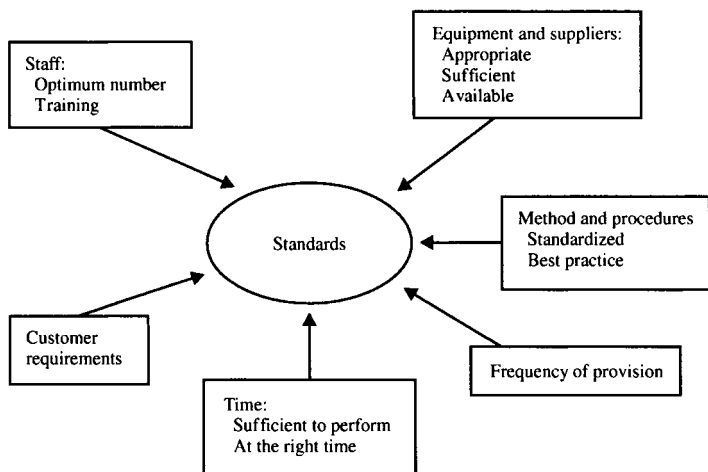 Staff:
Optimum number
Training
Equipment and suppliers:
Appropriate
Sufficient
Available
Standards
Method and procedures
Standardized
Best practice
Customer
requirements
Frequency of provision
Time:
Sufficient to perform
At the right time